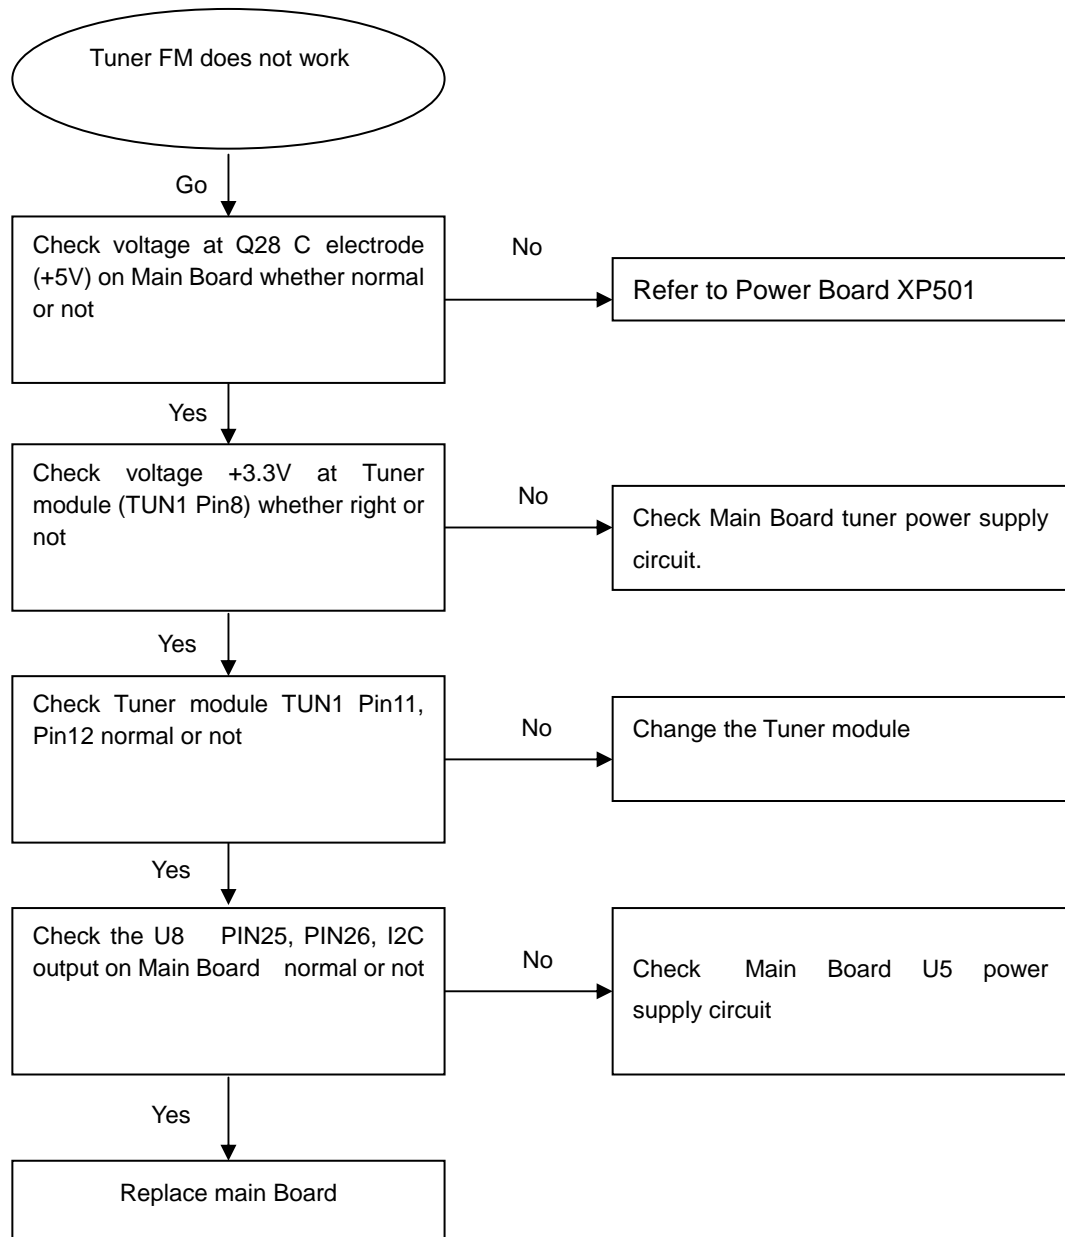 Tuner FM does not work
Go
Check voltage at Q28 C electrode
(+5V) on Main Board whether normal
or not
No
Refer to Power Board XP501
Yes
Check voltage +3.3V at Tuner
module (TUN1 Pin8) whether right or
not
No
Check Main Board tuner power supply
circuit.
Yes
Check Tuner module TUN1 Pin11,
Pin12 normal or not
No
Change the Tuner module
Yes
Check the U8 PIN25, PIN26, I2C
output on Main Board normal or not
No
Check Main Board U5 power
supply circuit
Yes
Replace main Board